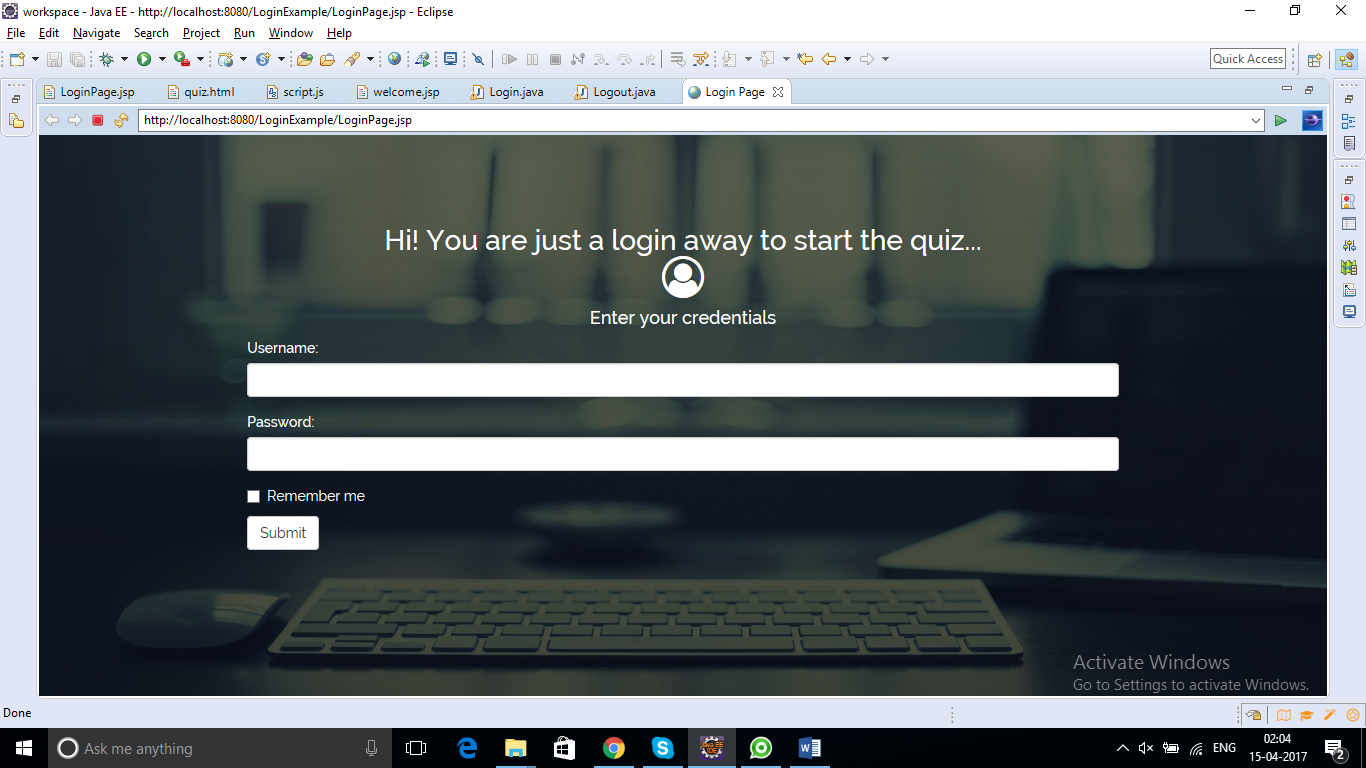 workspace - Java EE - http://localhost:8080/LoginExample/LoginPage.jsp - Eclipse
File Edit Navigate Search Project Run Window Help
Quick Access
LoginPage.jsp quiz.html script.js welcome.jsp Login.java Logout.java Login Page
http://localhost:8080/LoginExample/LoginPage.jsp
Hi! You are just a login away to start the quiz...
Enter your credentials
Username:
Password:
Remember me
Submit
Activate Windows
Go to Settings to activate Windows.
Done
Ask me anything
ENG
02:04
15-04-2017
2